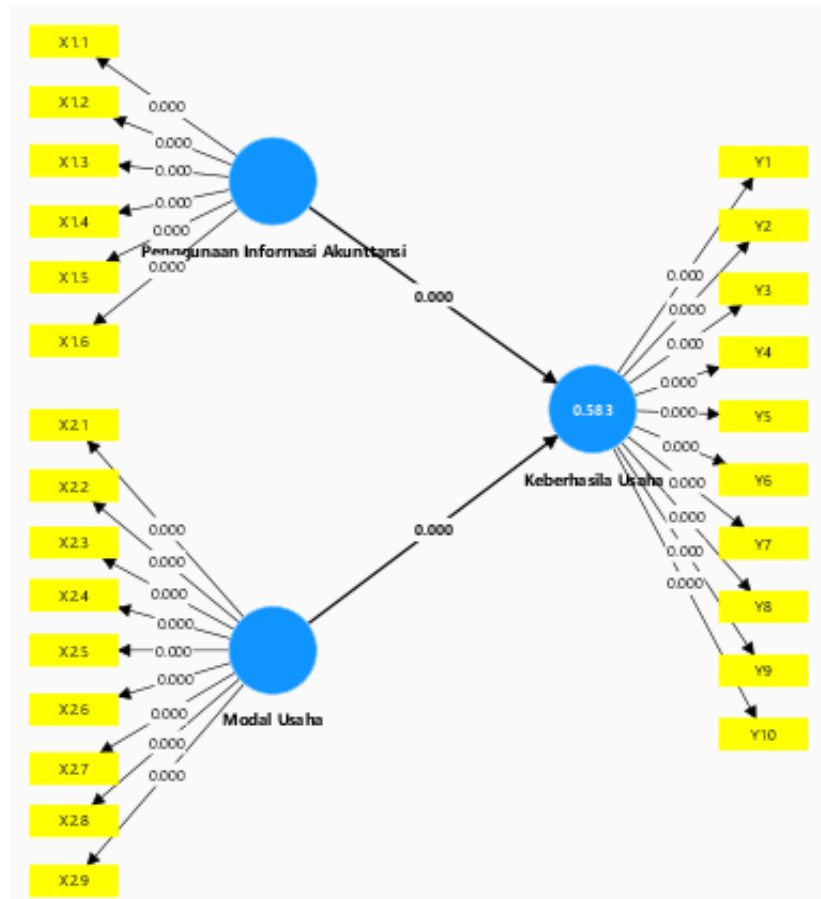 X1.1
X1.2
X1.3
X1.4
X1.5
X1.6
0.000
0.000
0.000
0.000
0.000
0.000
Penggunaan Informasi Akunttansi
0.000
X2.1
X2.2
X2.3
X2.4
X2.5
X2.6
X2.7
X2.8
X2.9
0.000
0.000
0.000
0.000
0.000
0.000
0.000
0.000
0.000
Modal Usaha
0.000
0.583
Keberhasila Usaha
0.000
0.000
0.000
0.000
0.000
0.000
0.000
0.000
0.000
0.000
Y1
Y2
Y3
Y4
Y5
Y6
Y7
Y8
Y9
Y10